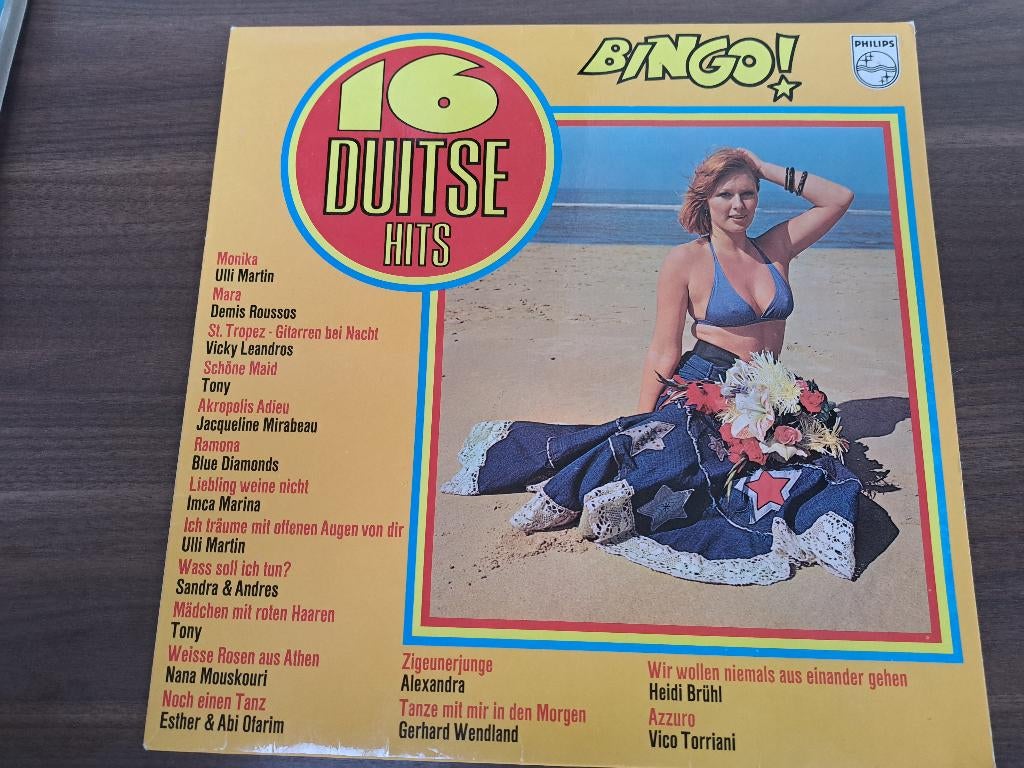 BINGO!
PHILIPS
16
DUITSE
HITS
Monika
Ulli Martin
Mara
Demis Roussos
St. Tropez - Gitarren bei Nacht
Vicky Leandros
Schöne Maid
Tony
Akropolis Adieu
Jacqueline Mirabeau
Ramona
Blue Diamonds
Liebling weine nicht
Imca Marina
Ich träume mit offenen Augen von dir
Ulli Martin
Wass soll ich tun?
Sandra & Andres
Mädchen mit roten Haaren
Tony
Weisse Rosen aus Athen
Nana Mouskouri
Noch einen Tanz
Esther & Abi Ofarim
Zigeunerjunge
Alexandra
Tanze mit mir in den Morgen
Gerhard Wendland
Wir wollen niemals aus einander gehen
Heidi Brühl
Azzuro
Vico Torriani